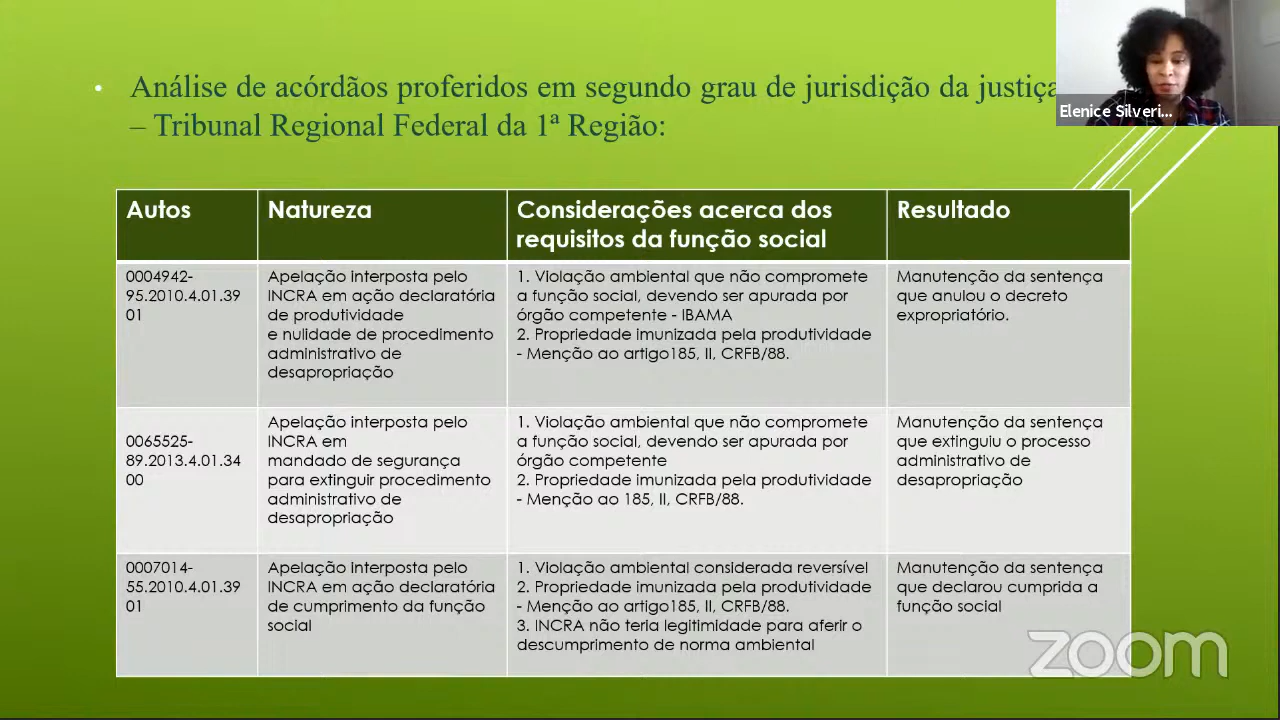 • Análise de acórdãos proferidos em segundo grau de jurisdição da justiça
– Tribunal Regional Federal da 1ª Região:
Elenice Silveri...
Autos
Natureza
Considerações acerca dos
requisitos da função social
Resultado
0004942-
95.2010.4.01.39
01
Apelação interposta pelo
INCRA em ação declaratória
de produtividade
e nulidade de procedimento
administrativo de
desapropriação
1. Violação ambiental que não compromete
a função social, devendo ser apurada por
órgão competente - IBAMA
2. Propriedade imunizada pela produtividade
- Menção ao artigo185, II, CRFB/88.
Manutenção da sentença
que anulou o decreto
expropriatório.
0065525-
89.2013.4.01.34
00
Apelação interposta pelo
INCRA em
mandado de segurança
para extinguir procedimento
administrativo de
desapropriação
1. Violação ambiental que não compromete
a função social, devendo ser apurada por
órgão competente
2. Propriedade imunizada pela produtividade
- Menção ao 185, II, CRFB/88.
Manutenção da sentença
que extinguiu o processo
administrativo de
desapropriação
0007014-
55.2010.4.01.39
01
Apelação interposta pelo
INCRA em ação declaratória
de cumprimento da função
social
1. Violação ambiental considerada reversível
2. Propriedade imunizada pela produtividade
- Menção ao artigo185, II, CRFB/88.
3. INCRA não teria legitimidade para aferir o
descumprimento de norma ambiental
Manutenção da sentença
que declarou cumprida a
função social
zoom